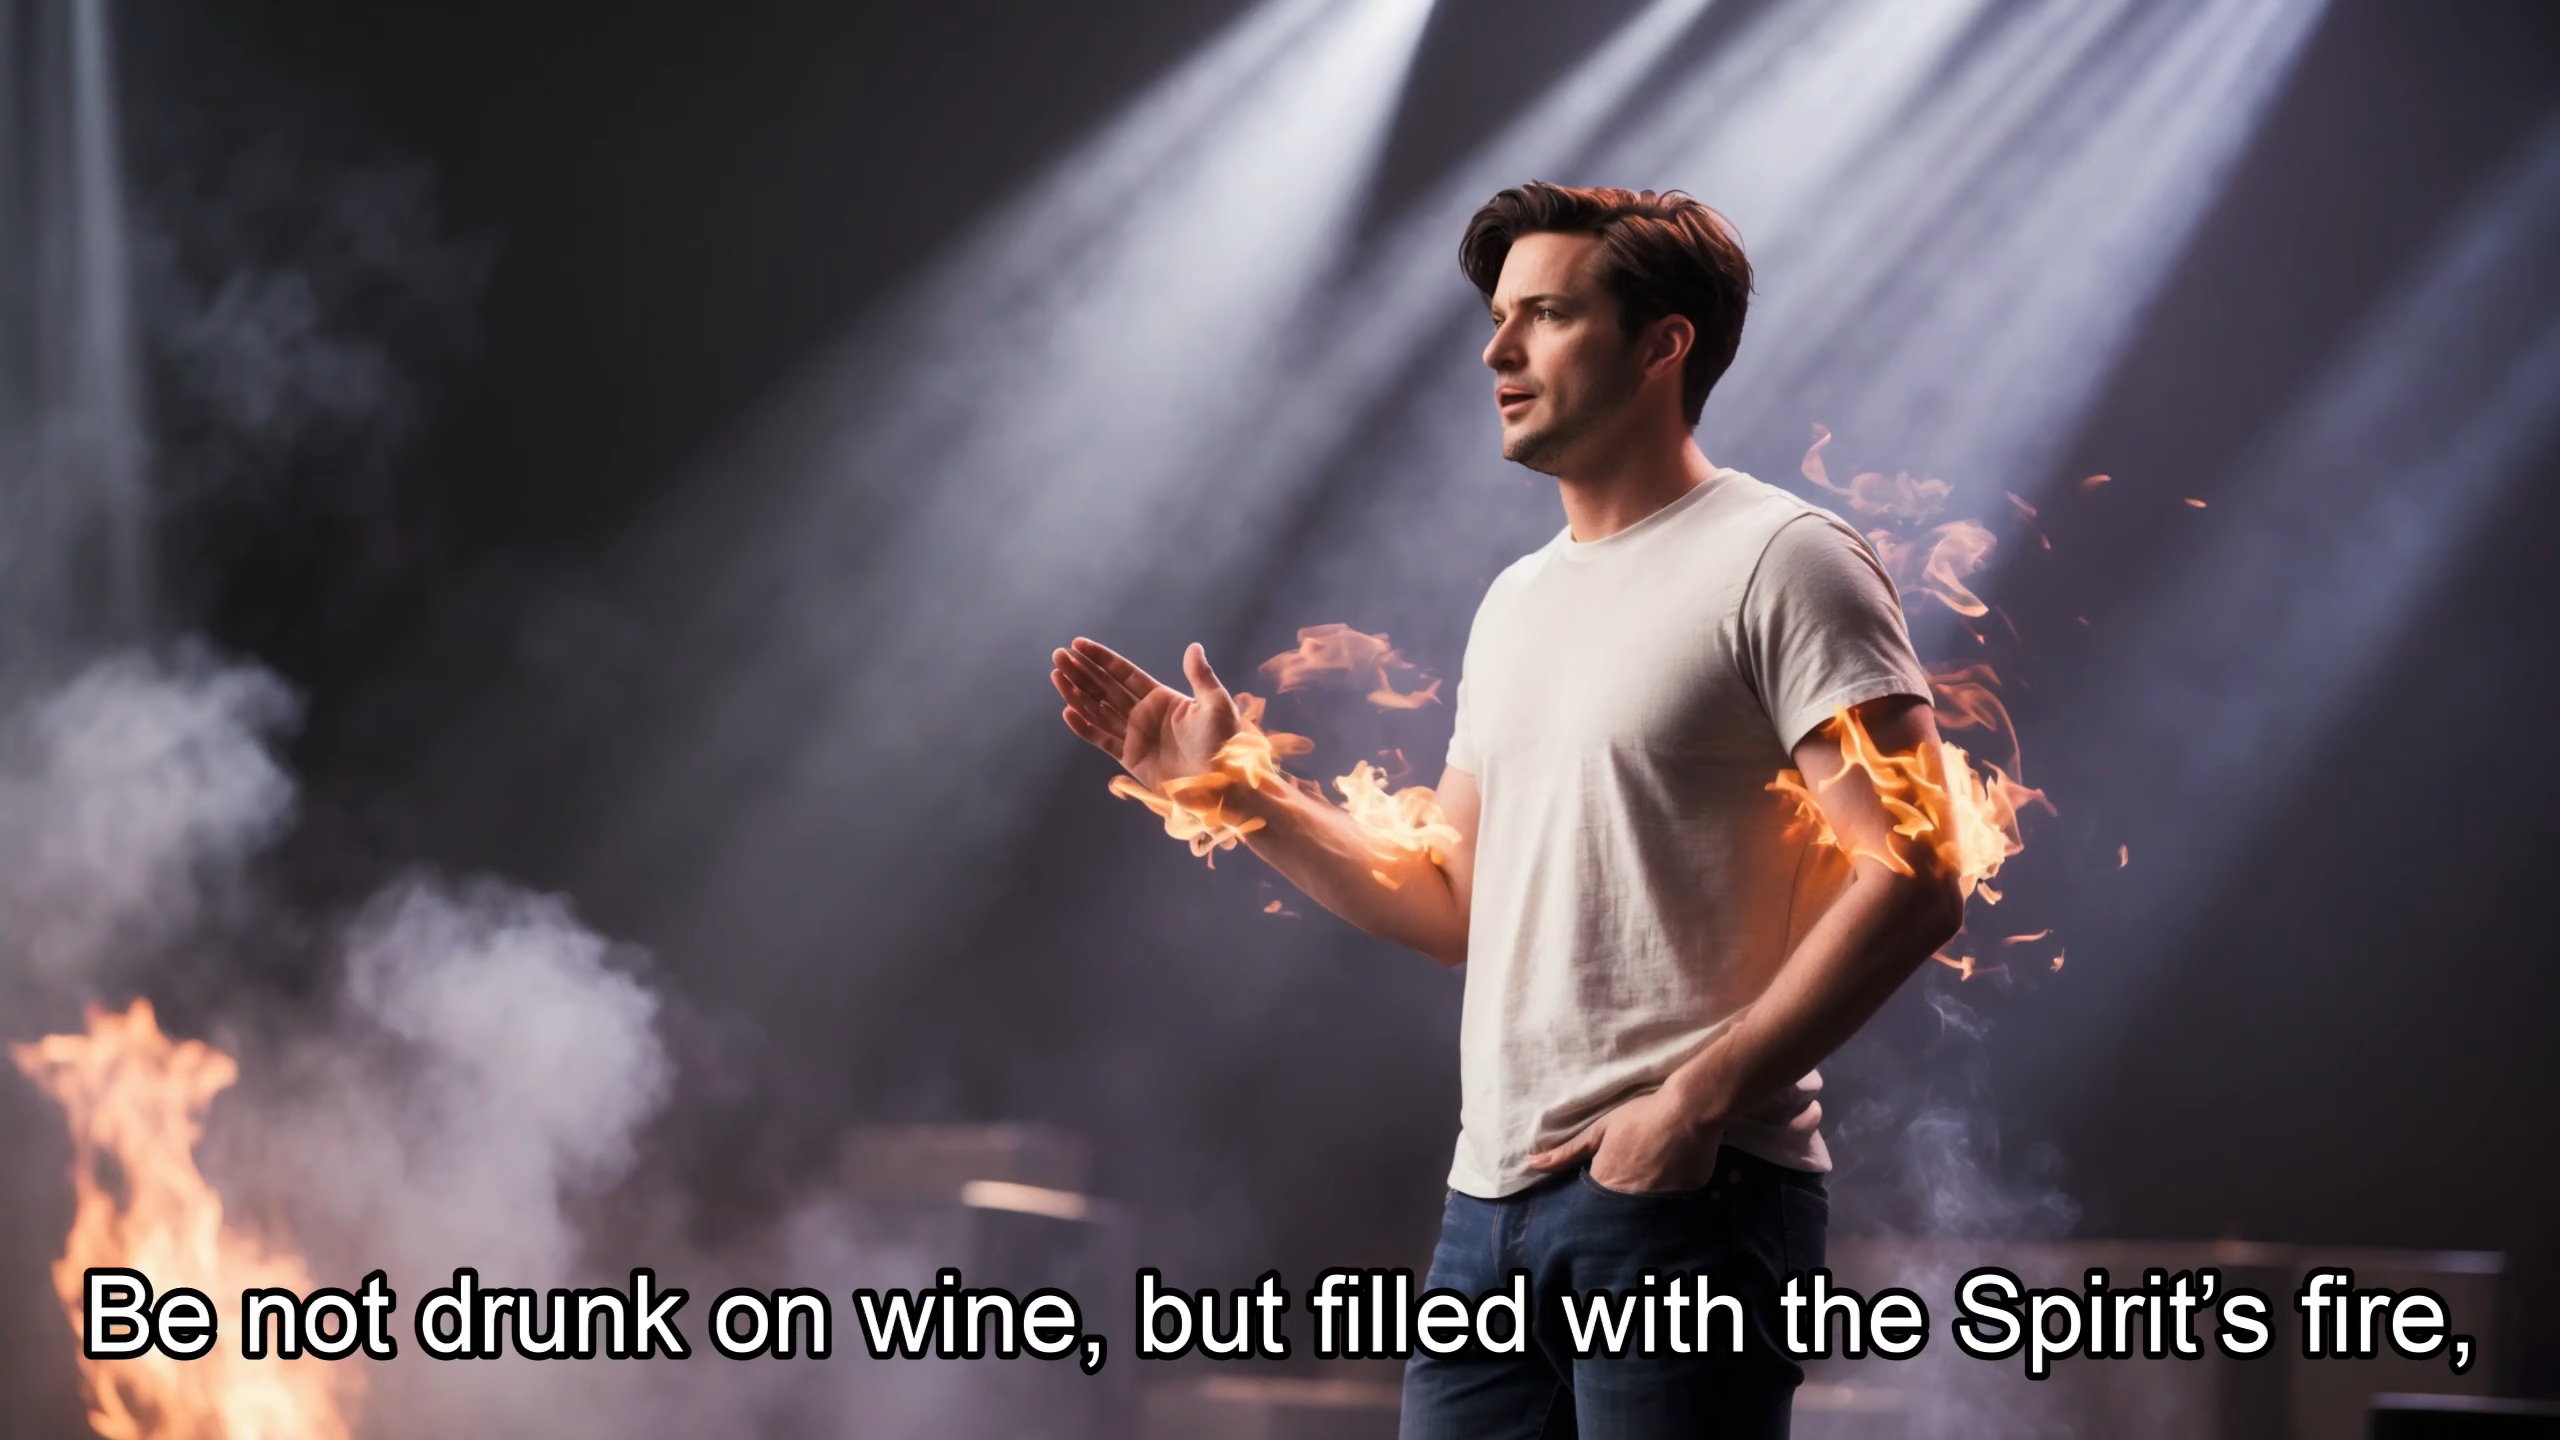 Be not drunk on wine, but filled with the Spirit’s fire,